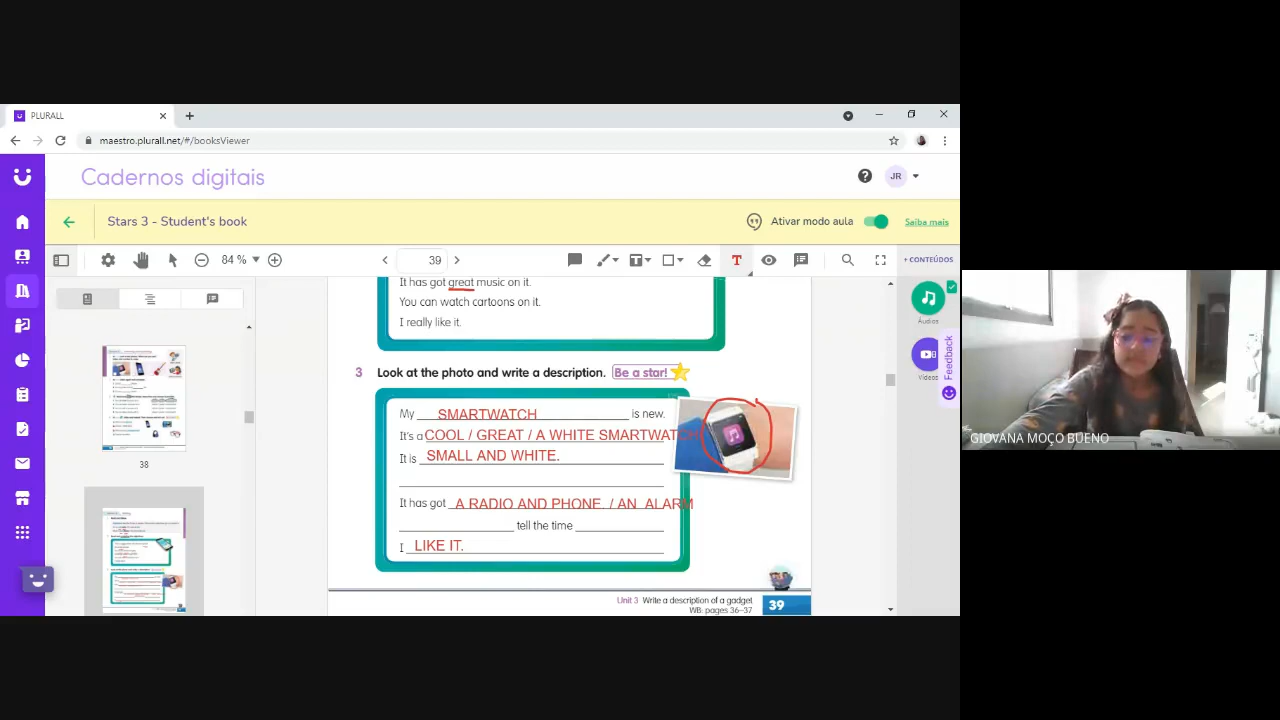 PLURALL
maestro.plurall.net/#/booksViewer
Cadernos digitais
JR
Stars 3 - Student's book
Ativar modo aula
Saiba mais
84 %
39
T
T
+ CONTEÚDOS
It has got great music on it.
You can watch cartoons on it.
I really like it.
Áudios
Vídeos
Feedback
3 Look at the photo and write a description. Be a star!
My SMARTWATCH is new.
It's a COOL / GREAT / A WHITE SMARTWATCH
It is SMALL AND WHITE.
It has got A RADIO AND PHONE. / AN ALARM
tell the time
I LIKE IT.
38
Unit 3 Write a description of a gadget
WB: pages 36–37
39
GIOVANA MOÇO BUENO